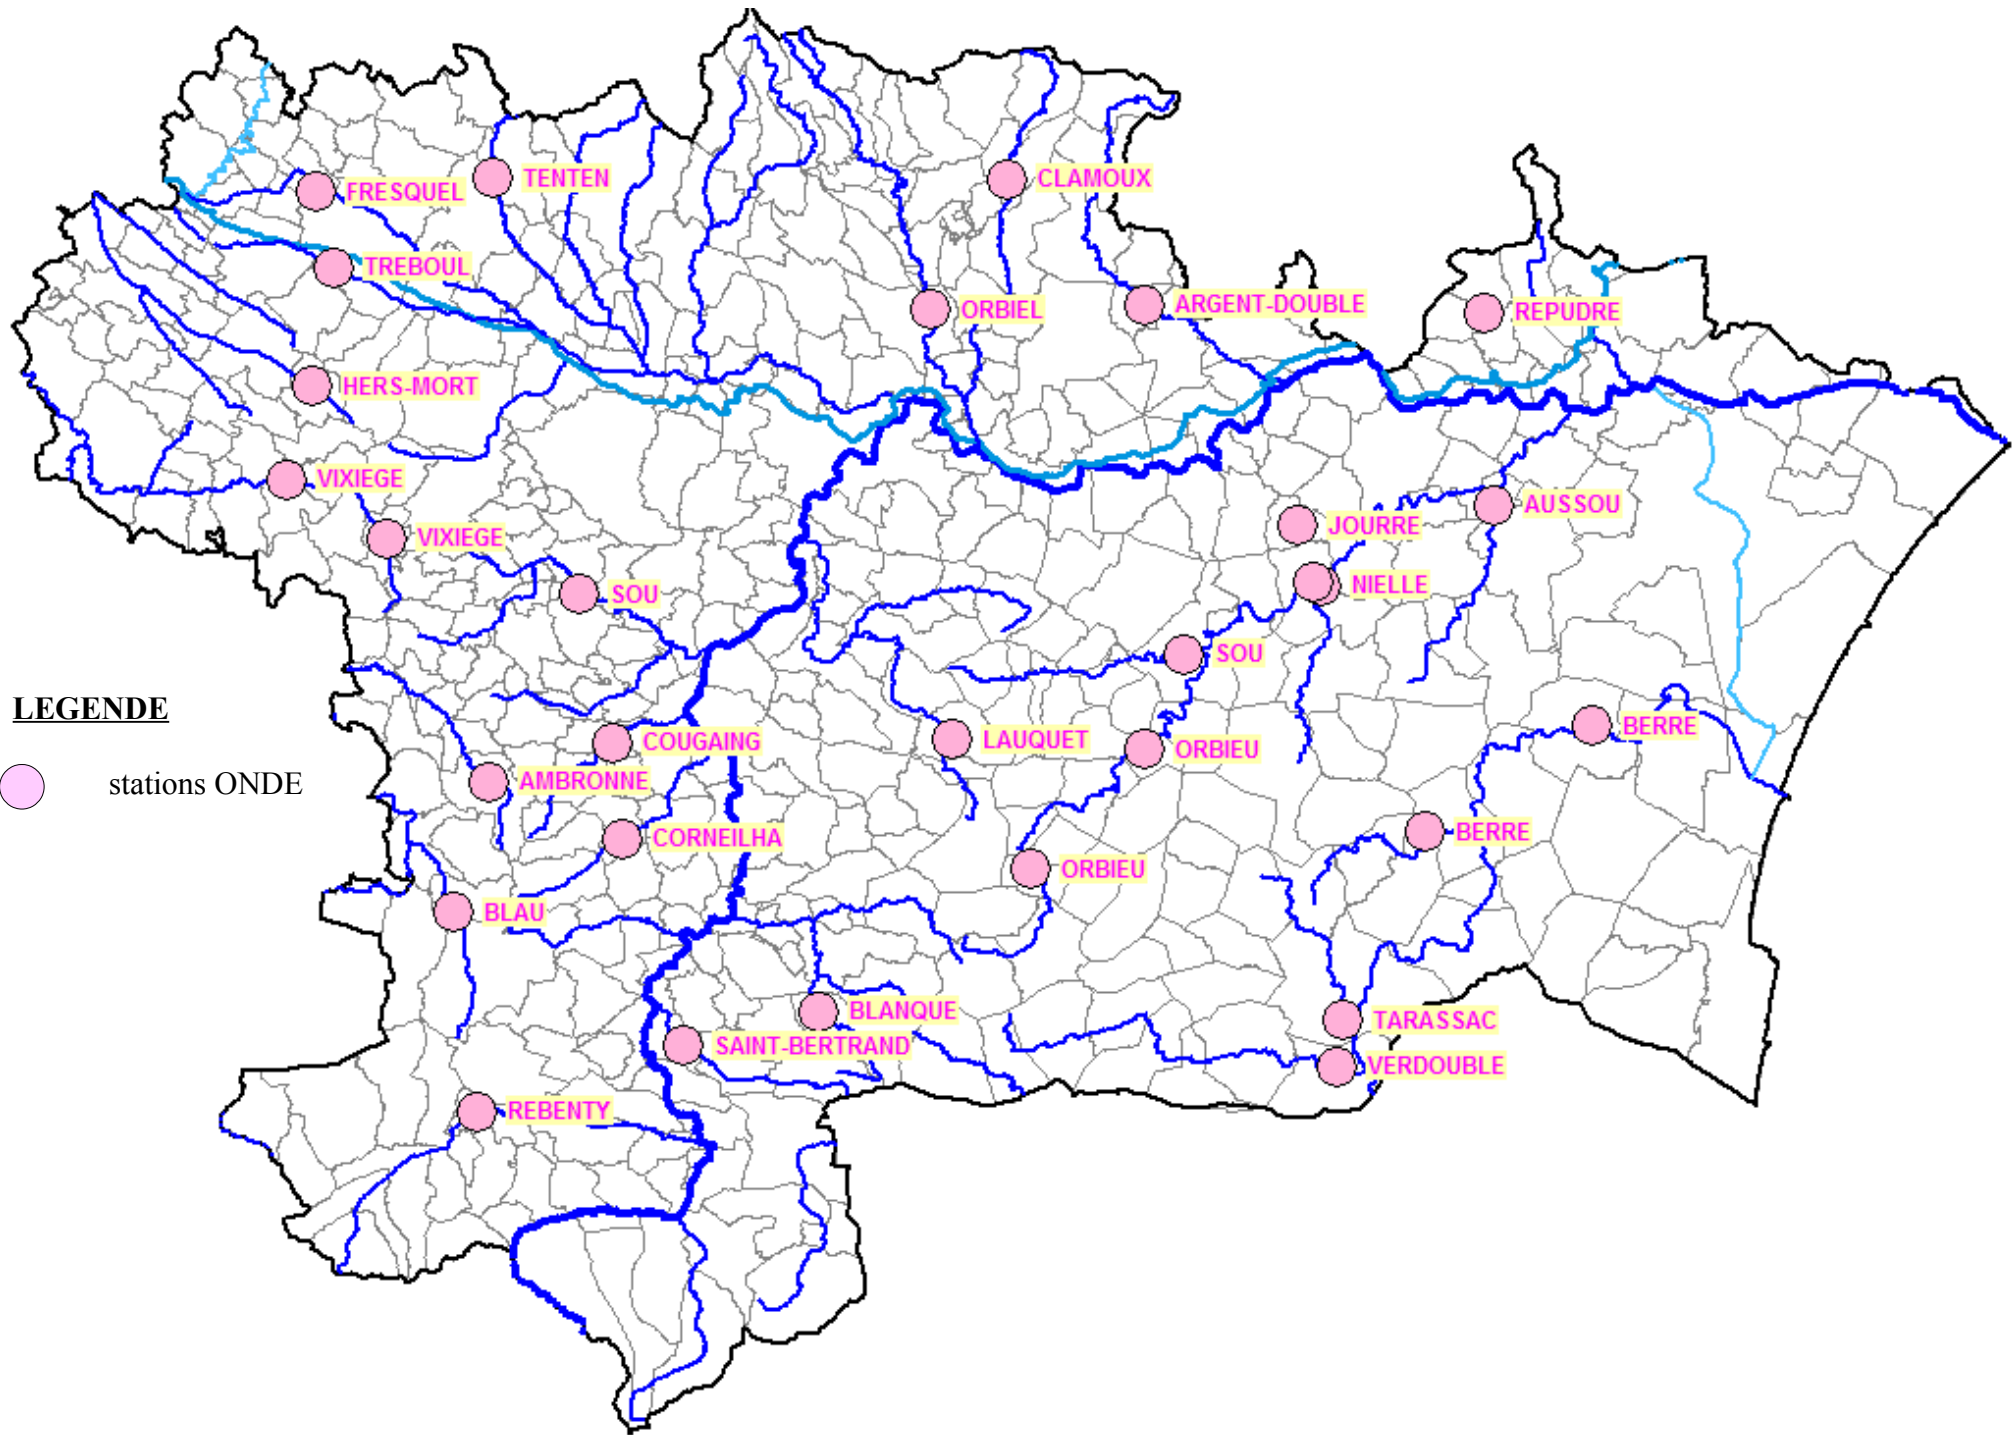 TENTEN
CLAMOUX
FRESQUEL
TREBOUL
ARGENT-DOUBLE
ORBIEL
REPUDRE
HERS-MORT
VIXIEGE
AUSSOU
JOURRE
VIXIEGE
NIELLE
SOU
SOU
LEGENDE
BERRE
COUGAING
LAUQUET
ORBIEU
AMBRONNE
stations ONDE
BERRE
CORNEILHA
ORBIEU
BLAU
BLANQUE
TARASSAC
SAINT-BERTRAND
VERDOUBLE
REBENTY